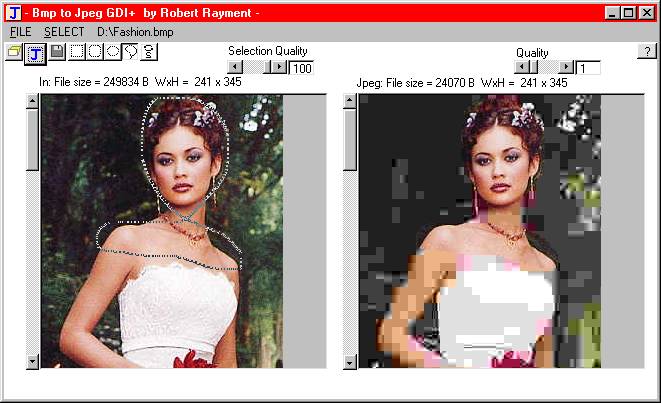 J - Bmp to Jpeg GDI+ by Robert Rayment -
FILE SELECT D:\Fashion.bmp
J
Selection Quality
100
Quality
1
?
In: File size = 249834 B WxH = 241 x 345
Jpeg: File size = 24070 B WxH = 241 x 345